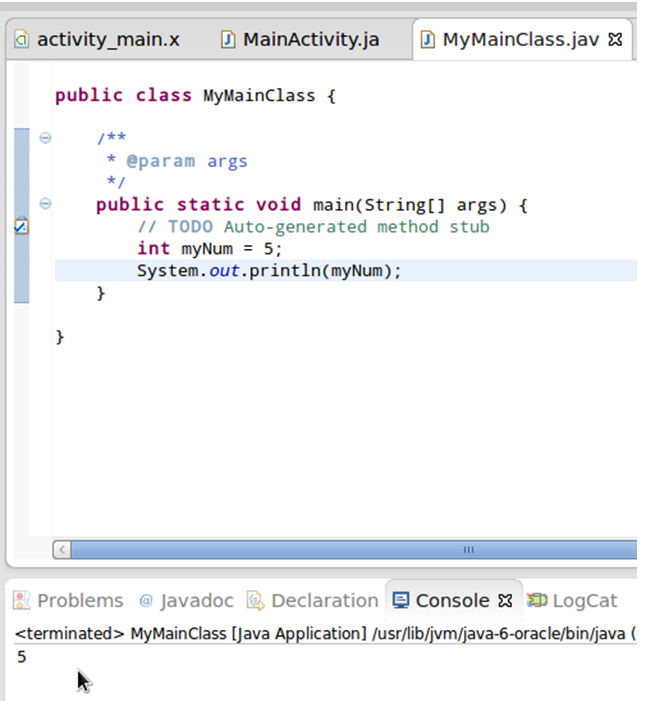 activity_main.x MainActivity.ja MyMainClass.jav
public class MyMainClass {
/**
* @param args
*/
public static void main(String[] args) {
// TODO Auto-generated method stub
int myNum = 5;
System.out.println(myNum);
}
}
Problems @ Javadoc Declaration Console LogCat
<terminated> MyMainClass [Java Application] /usr/lib/jvm/java-6-oracle/bin/java (
5